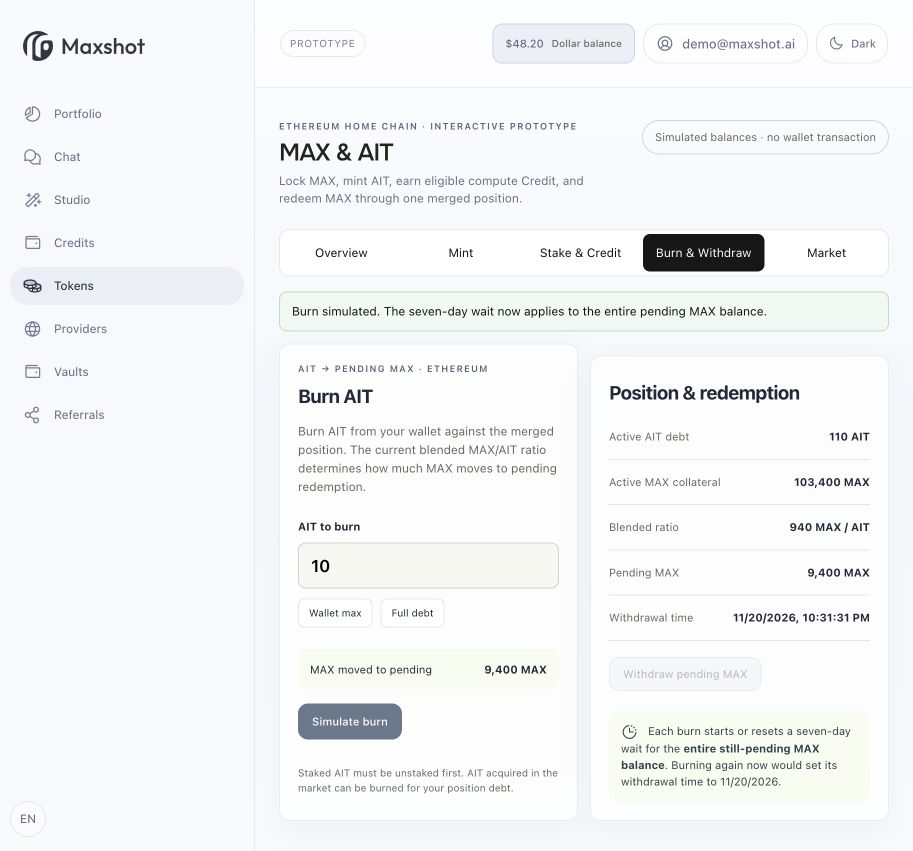 Maxshot
Portfolio
Chat
Studio
Credits
Tokens
Providers
Vaults
Referrals
EN
PROTOTYPE
$48.20 Dollar balance
demo@maxshot.ai
Dark
ETHEREUM HOME CHAIN · INTERACTIVE PROTOTYPE
MAX & AIT
Lock MAX, mint AIT, earn eligible compute Credit, and
redeem MAX through one merged position.
Simulated balances · no wallet transaction
Overview
Mint
Stake & Credit
Burn & Withdraw
Market
Burn simulated. The seven-day wait now applies to the entire pending MAX balance.
AIT → PENDING MAX · ETHEREUM
Burn AIT
Burn AIT from your wallet against the merged
position. The current blended MAX/AIT ratio
determines how much MAX moves to pending
redemption.
AIT to burn
10
Wallet max
Full debt
MAX moved to pending 9,400 MAX
Simulate burn
Staked AIT must be unstaked first. AIT acquired in the
market can be burned for your position debt.
Position & redemption
Active AIT debt 110 AIT
Active MAX collateral 103,400 MAX
Blended ratio 940 MAX / AIT
Pending MAX 9,400 MAX
Withdrawal time 11/20/2026, 10:31:31 PM
Withdraw pending MAX
Each burn starts or resets a seven-day
wait for the entire still-pending MAX
balance. Burning again now would set its
withdrawal time to 11/20/2026.